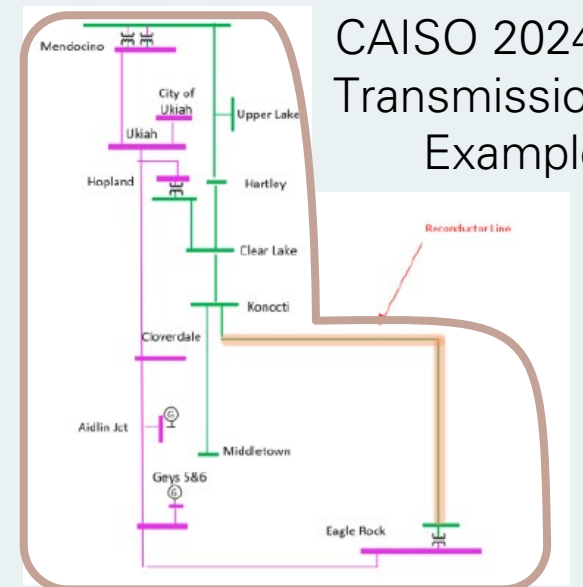 CAISO 2024
Transmissio
Example
Mendocino
City of
Ukiah
Upper Lake
Ukiah
Hopland
Hartley
Reconductor Line
Clear Lake
Konocti
Cloverdale
G
Aidlin Jct
Middletown
Geys 5&6
G
Eagle Rock